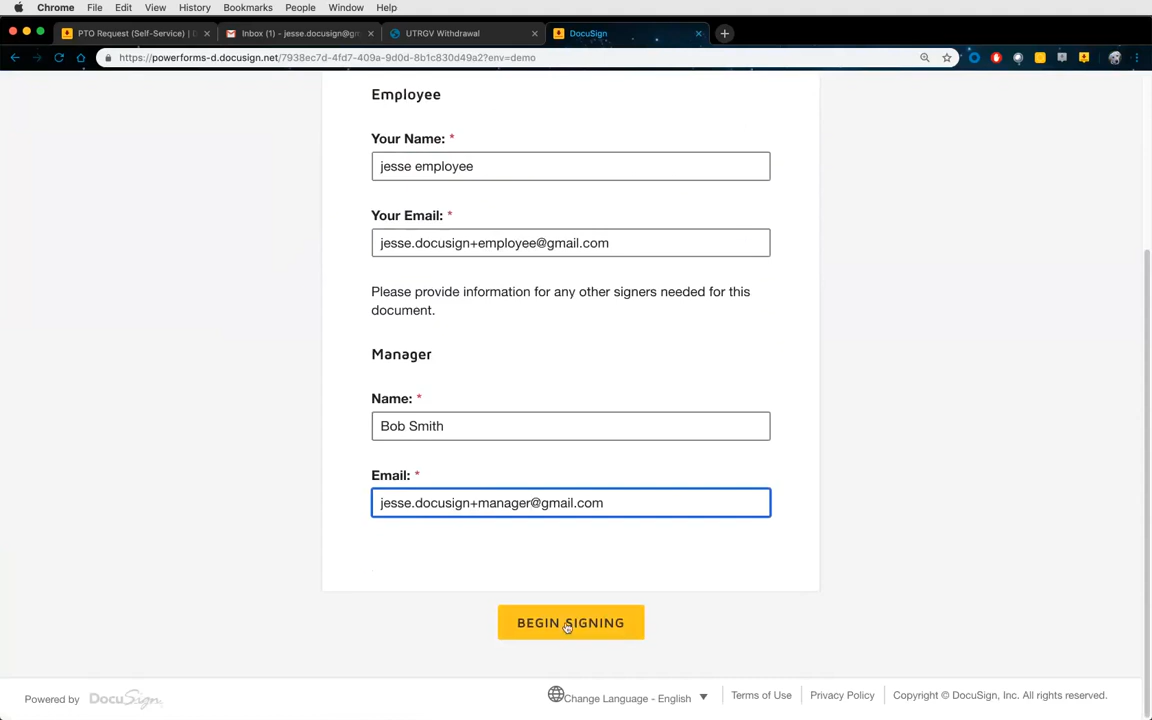 Chrome File Edit View History Bookmarks People Window Help
PTO Request (Self-Service) | Inbox (1) - jesse.docusign@gm UTRGV Withdrawal DocuSign
https://powerforms-d.docusign.net/7938ec7d-4fd7-409a-9d0d-8b1c830d49a2?env=demo
Employee
Your Name: *
jesse employee
Your Email: *
jesse.docusign+employee@gmail.com
Please provide information for any other signers needed for this
document.
Manager
Name: *
Bob Smith
Email: *
jesse.docusign+manager@gmail.com
BEGIN SIGNING
Powered by DocuSign Change Language - English Terms of Use Privacy Policy Copyright © DocuSign, Inc. All rights reserved.